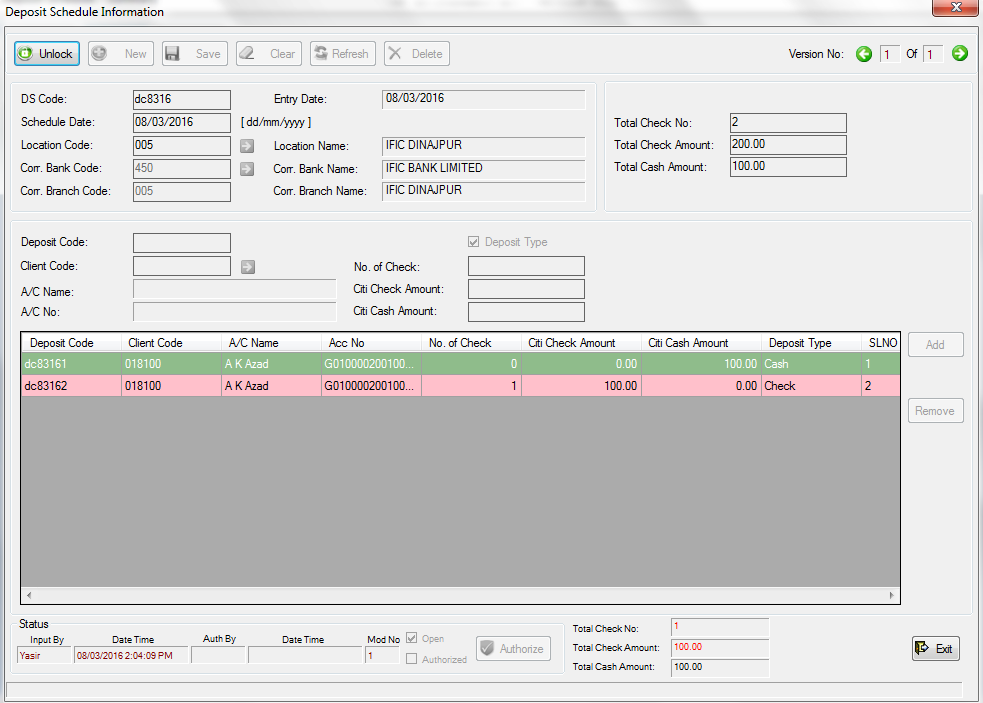 Deposit Schedule Information
Unlock New Save Clear Refresh Delete Version No: 1 Of 1
DS Code: dc8316 Entry Date: 08/03/2016
Schedule Date: 08/03/2016 [ dd/mm/yyyy ]
Location Code: 005 Location Name: IFIC DINAJPUR
Corr. Bank Code: 450 Corr. Bank Name: IFIC BANK LIMITED
Corr. Branch Code: 005 Corr. Branch Name: IFIC DINAJPUR
Total Check No: 2
Total Check Amount: 200.00
Total Cash Amount: 100.00
Deposit Code: Deposit Type
Client Code: No. of Check:
A/C Name: Citi Check Amount:
A/C No: Citi Cash Amount:
Deposit Code Client Code A/C Name Acc No No. of Check Citi Check Amount Citi Cash Amount Deposit Type SLNO
dc83161 018100 A K Azad G010000200100... 0 0.00 100.00 Cash 1
dc83162 018100 A K Azad G010000200100... 1 100.00 0.00 Check 2
Add
Remove
Status
Input By Date Time Auth By Date Time Mod No Open
Yasir 08/03/2016 2:04:09 PM 1 Authorized
Authorize
Total Check No: 1
Total Check Amount: 100.00
Total Cash Amount: 100.00
Exit